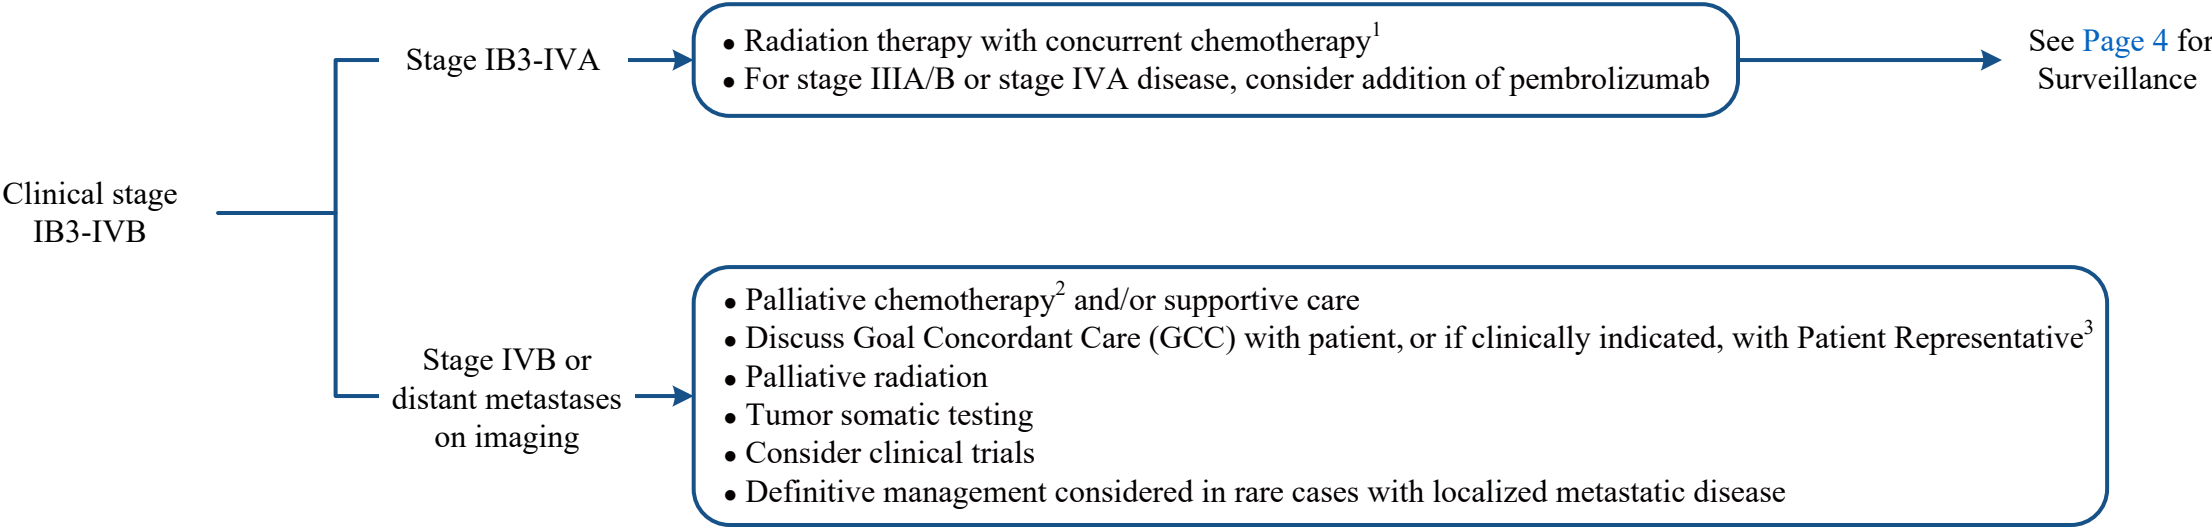 Clinical stage
IB3-IVB
Stage IB3-IVA
● Radiation therapy with concurrent chemotherapy¹
● For stage IIIA/B or stage IVA disease, consider addition of pembrolizumab
See Page 4 for
Surveillance
Stage IVB or
distant metastases
on imaging
● Palliative chemotherapy² and/or supportive care
● Discuss Goal Concordant Care (GCC) with patient, or if clinically indicated, with Patient Representative³
● Palliative radiation
● Tumor somatic testing
● Consider clinical trials
● Definitive management considered in rare cases with localized metastatic disease